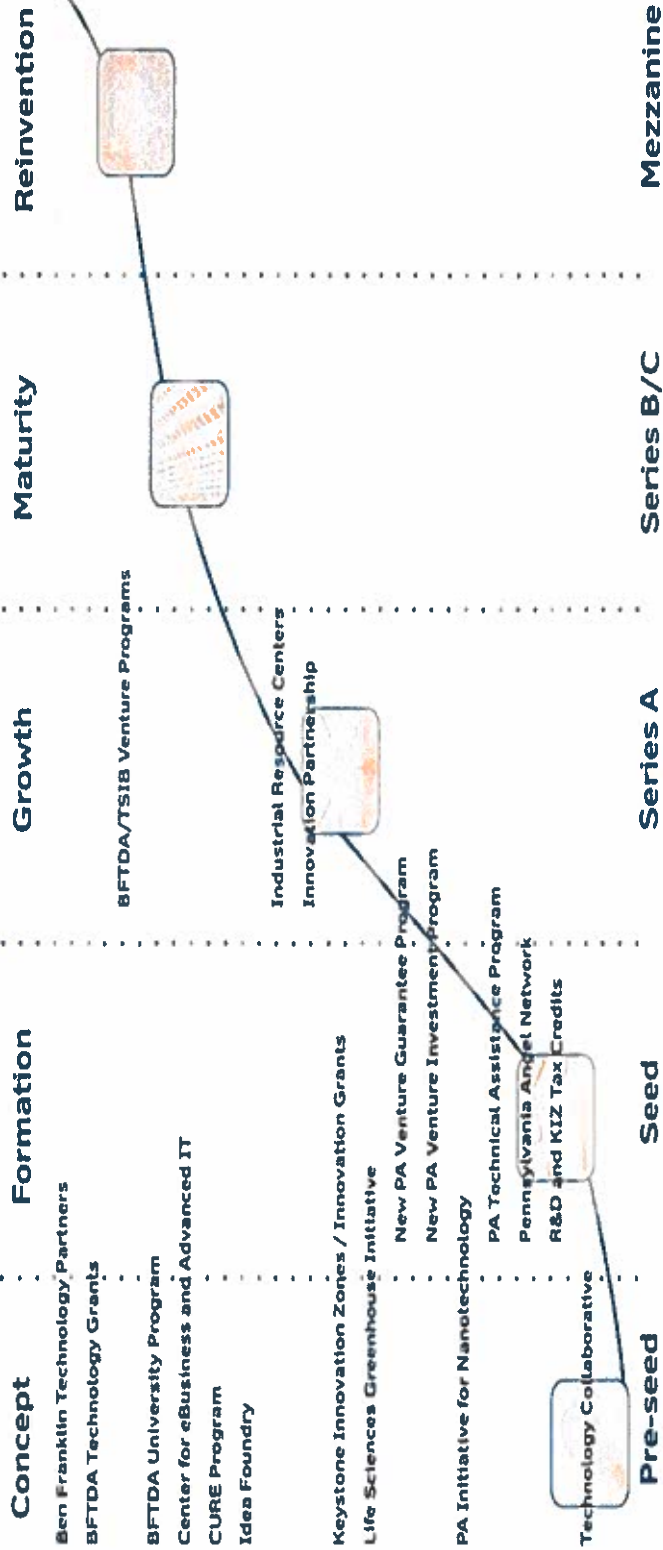 Concept
Formation
Growth
Maturity
Reinvention
Ben Franklin Technology Partners
BFTDA Technology Grants
BFTDA/TSIB Venture Programs
BFTDA University Program
Center for eBusiness and Advanced IT
CURE Program
Idea Foundry
Industrial Resource Centers
Innovation Partnership
Keystone Innovation Zones / Innovation Grants
Life Sciences Greenhouse Initiative
New PA Venture Guarantee Program
New PA Venture Investment Program
PA Initiative for Nanotechnology
PA Technical Assistance Program
Pennsylvania Angel Network
R&D and KIZ Tax Credits
Technology Collaborative
Pre-seed
Seed
Series A
Series B/C
Mezzanine